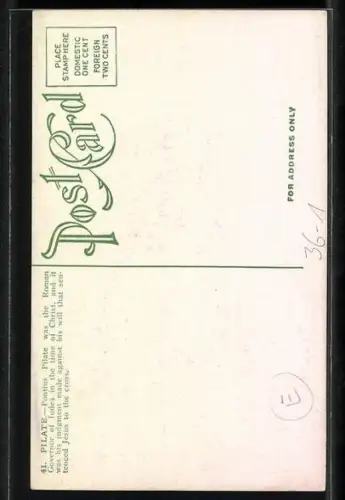 41. PILATE—Pontius Pilate was the Roman
Governor of Judea in the time of Christ, and it
was his judgment made against his will that sen-
tenced Jesus to the cross.
Post Card
PLACE
STAMP HERE
DOMESTIC
ONE CENT
FOREIGN
TWO CENTS
FOR ADDRESS ONLY
36-1
E